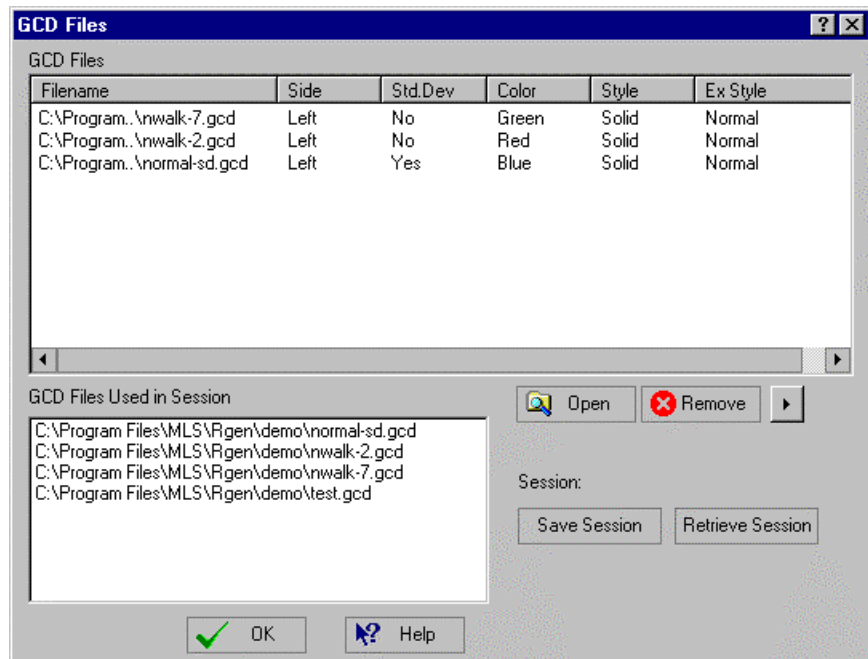 GCD Files
GCD Files
Filename Side Std.Dev Color Style Ex Style
C:\Program..\nwalk-7.gcd Left No Green Solid Normal
C:\Program..\nwalk-2.gcd Left No Red Solid Normal
C:\Program..\normal-sd.gcd Left Yes Blue Solid Normal
GCD Files Used in Session
Open Remove
C:\Program Files\MLS\Rgen\demo\normal-sd.gcd
C:\Program Files\MLS\Rgen\demo\nwalk-2.gcd
C:\Program Files\MLS\Rgen\demo\nwalk-7.gcd
C:\Program Files\MLS\Rgen\demo\test.gcd
Session:
Save Session Retrieve Session
OK Help